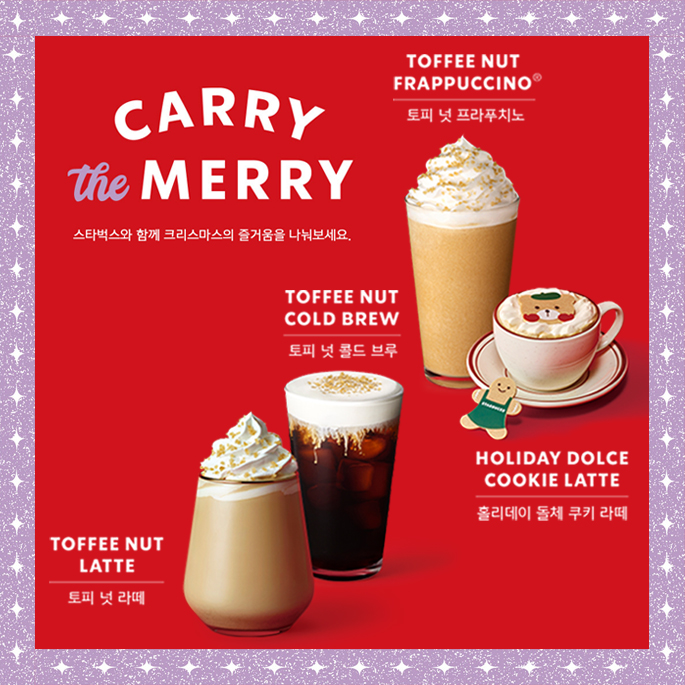 CARRY
the MERRY
스타벅스와 함께 크리스마스의 즐거움을 나눠보세요.
TOFFEE NUT
FRAPPUCCINO®
토피 넛 프라푸치노
TOFFEE NUT
COLD BREW
토피 넛 콜드 브루
STARBUCKS
HOLIDAY DOLCE
COOKIE LATTE
홀리데이 돌체 쿠키 라떼
TOFFEE NUT
LATTE
토피 넛 라떼